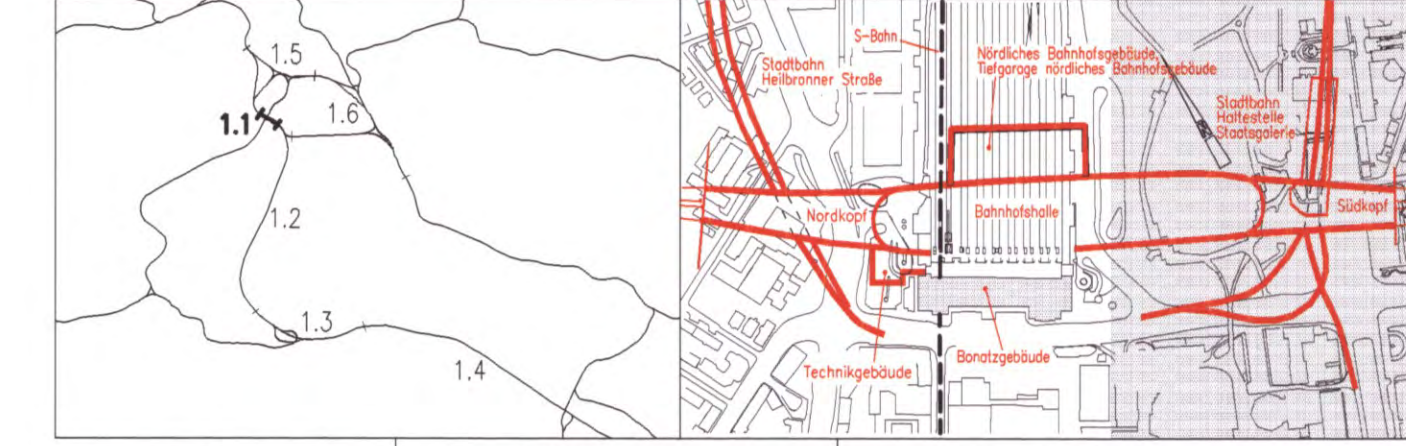 1.5
1.6
1.1
1.2
1.3
1.4
S-Bahn
Stadtbahn
Heilbronner Straße
Nördliches Bahnhofsgebäude,
Tiefgarage nördliches Bahnhofsgebäude
Stadtbahn
Haltestelle
Staatsgalerie
Nordkopf
Bahnhofshalle
Südkopf
Technikgebäude
Bonatzgebäude